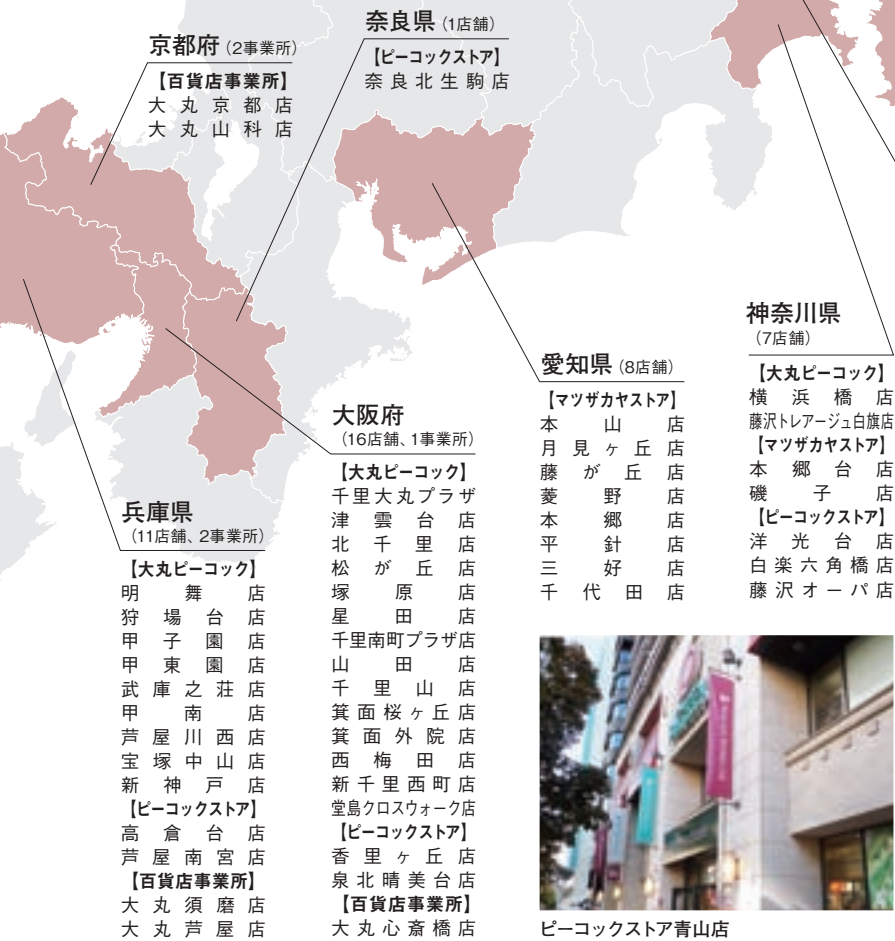 京都府（2事業所）
【百貨店事業所】
大丸京都店
大丸山科店
奈良県（1店舗）
【ピーコックストア】
奈良北生駒店
兵庫県
（11店舗、2事業所）
【大丸ピーコック】
明舞店
狩場台店
甲子園店
甲東園店
武庫之荘店
甲南店
芦屋川西店
宝塚中山店
新神戸店
【ピーコックストア】
高倉台店
芦屋南宮店
【百貨店事業所】
大丸須磨店
大丸芦屋店
大阪府
（16店舗、1事業所）
【大丸ピーコック】
千里大丸プラザ
津雲台店
北千里店
松が丘店
塚原店
星田店
千里南町プラザ店
山田店
千里山店
箕面桜ヶ丘店
箕面外院店
西梅田店
新千里西町店
堂島クロスウォーク店
【ピーコックストア】
香里ヶ丘店
泉北晴美台店
【百貨店事業所】
大丸心斎橋店
愛知県（8店舗）
【マツザカヤストア】
本山店
月見ヶ丘店
藤が丘店
菱野店
本郷店
平針店
三好店
千代田店
神奈川県
（7店舗）
【大丸ピーコック】
横浜橋店
藤沢トレアージュ白旗店
【マツザカヤストア】
本郷台店
磯子店
【ピーコックストア】
洋光台店
白楽六角橋店
藤沢オーパ店
ピーコックストア青山店